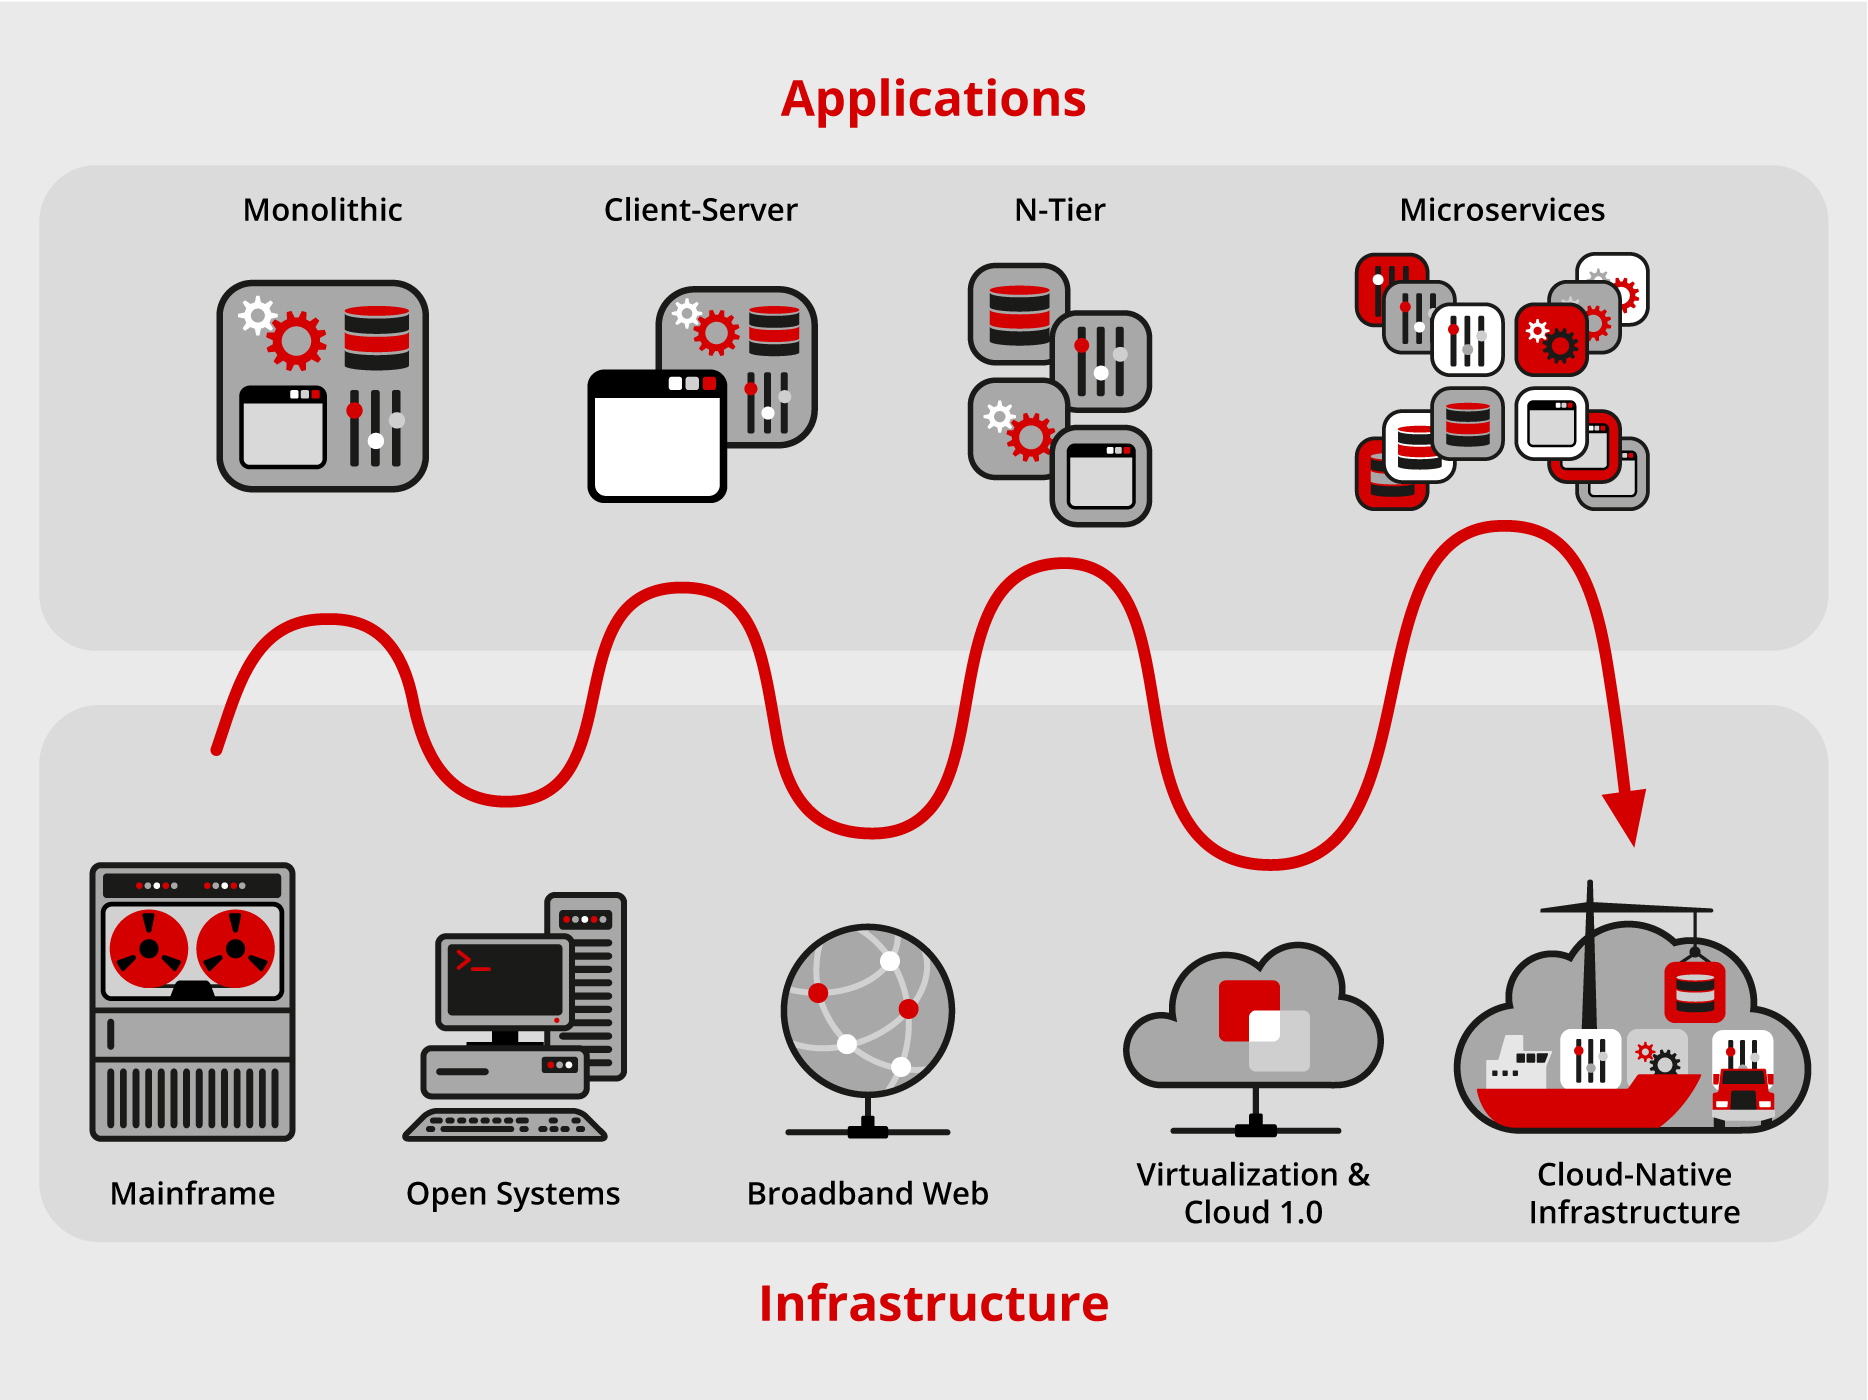 Applications
Monolithic
Client-Server
N-Tier
Microservices
Mainframe
Open Systems
Broadband Web
Virtualization &
Cloud 1.0
Cloud-Native
Infrastructure
Infrastructure